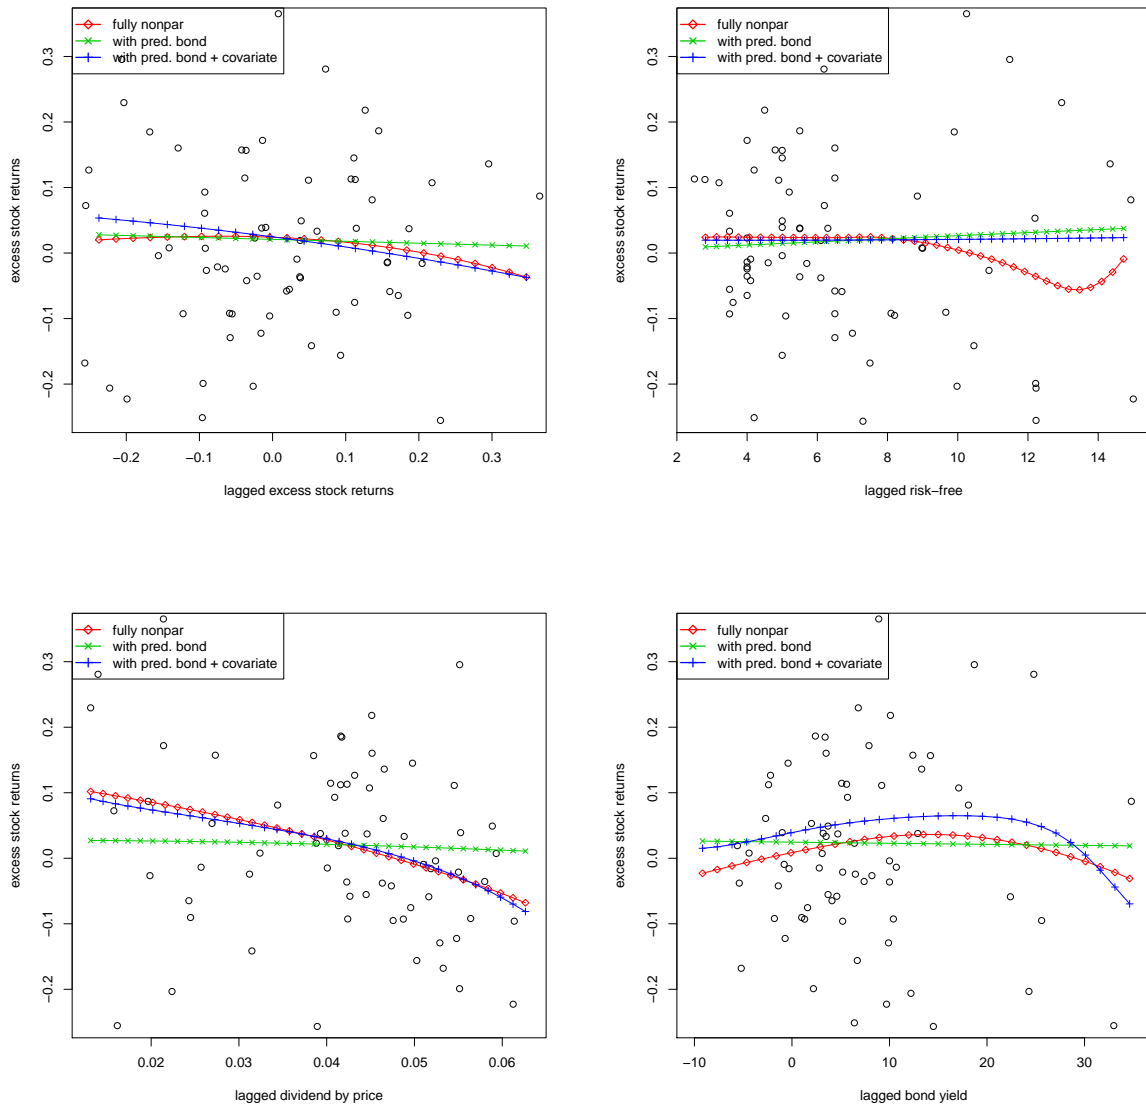 fully nonpar
with pred. bond
with pred. bond + covariate
excess stock returns
0.3
0.2
0.1
0.0
−0.1
−0.2
−0.2 −0.1 0.0 0.1 0.2 0.3
lagged excess stock returns
fully nonpar
with pred. bond
with pred. bond + covariate
excess stock returns
0.3
0.2
0.1
0.0
−0.1
−0.2
2 4 6 8 10 12 14
lagged risk−free
fully nonpar
with pred. bond
with pred. bond + covariate
excess stock returns
0.3
0.2
0.1
0.0
−0.1
−0.2
0.02 0.03 0.04 0.05 0.06
lagged dividend by price
fully nonpar
with pred. bond
with pred. bond + covariate
excess stock returns
0.3
0.2
0.1
0.0
−0.1
−0.2
−10 0 10 20 30
lagged bond yield